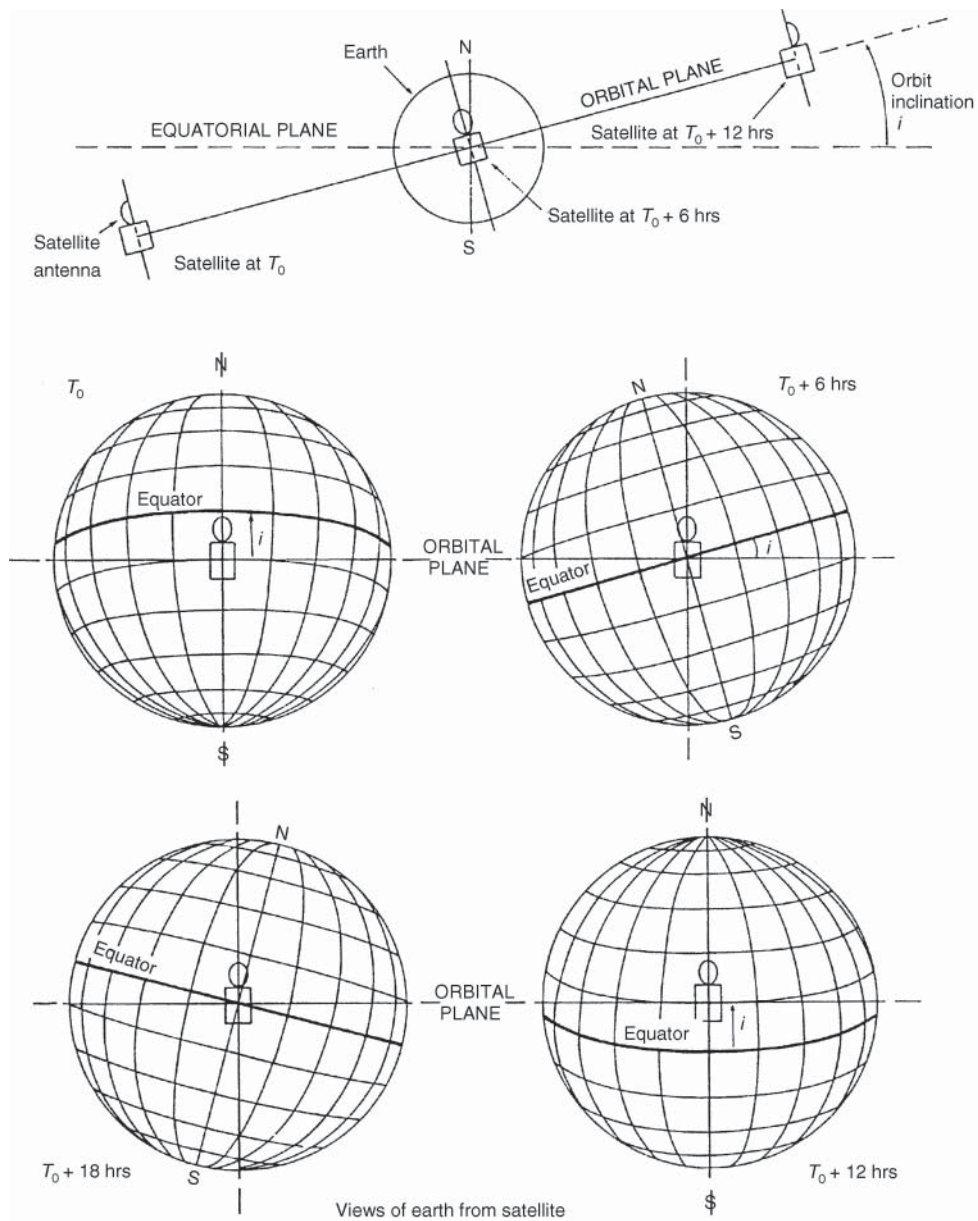 N
Earth
ORBITAL PLANE
Orbit
inclination
i
EQUATORIAL PLANE
Satellite at T0 + 12 hrs
Satellite at T0 + 6 hrs
Satellite
antenna
S
Satellite at T0
N
T0
N
T0 + 6 hrs
Equator
i
ORBITAL
PLANE
i
Equator
S
S
N
N
Equator
ORBITAL
PLANE
Equator
i
T0 + 18 hrs
S
T0 + 12 hrs
S
Views of earth from satellite